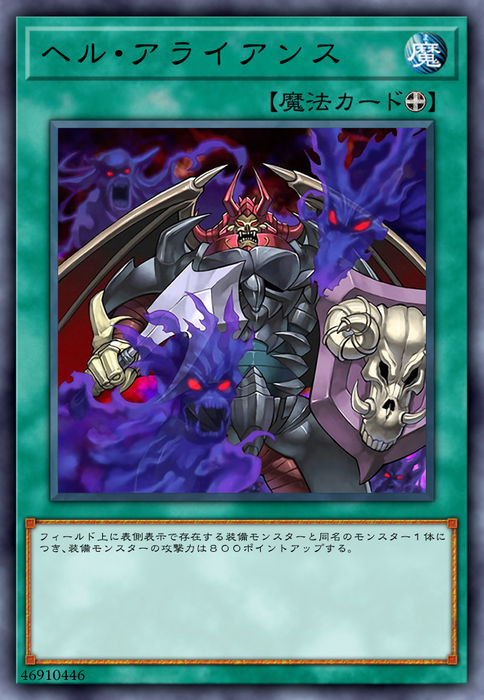 ヘル・アライアンス
魔
【魔法カード】
フィールド上に表側表示で存在する装備モンスターと同名のモンスター１体に
つき、装備モンスターの攻撃力は８００ポイントアップする。
46910446